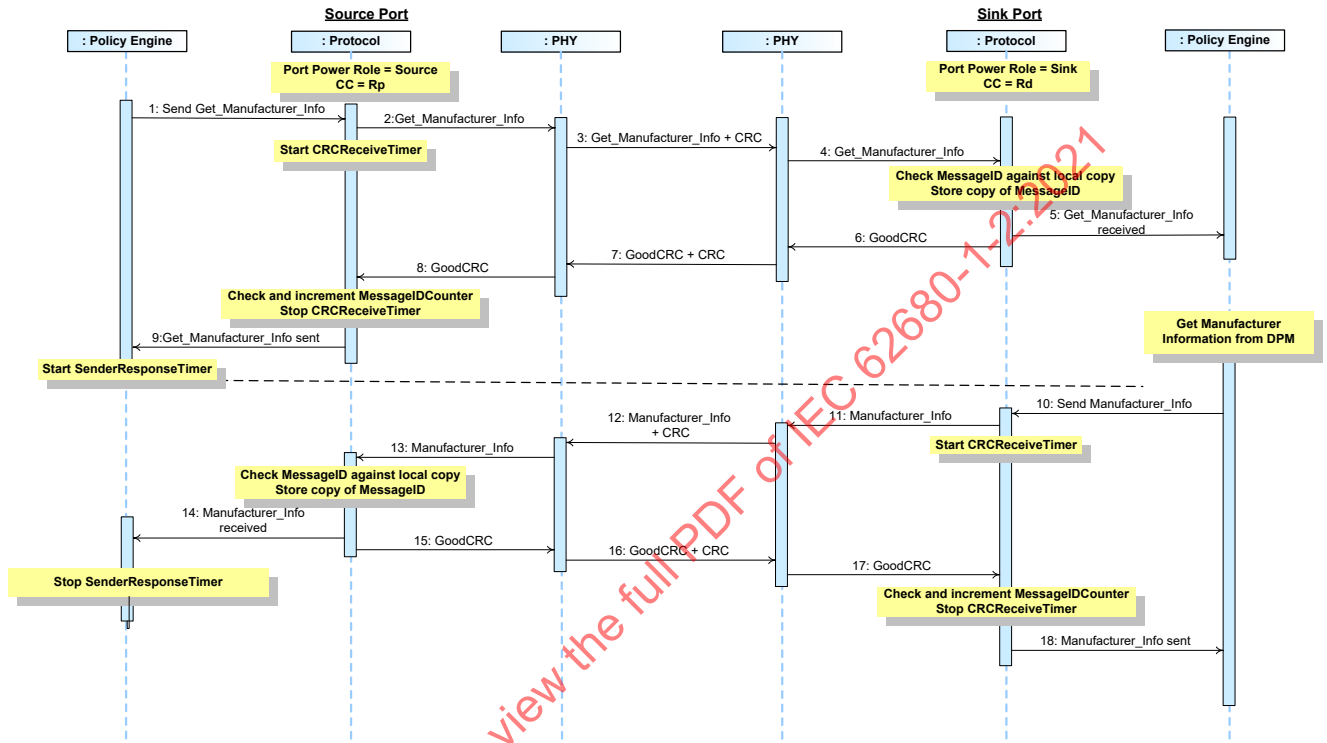 Source Port
Sink Port
: Policy Engine
: Protocol
: PHY
: PHY
: Protocol
: Policy Engine
Port Power Role = Source
CC = Rp
Port Power Role = Sink
CC = Rd
1: Send Get_Manufacturer_Info
2:Get_Manufacturer_Info
Start CRCReceiveTimer
3: Get_Manufacturer_Info + CRC
4: Get_Manufacturer_Info
Check MessageID against local copy
Store copy of MessageID
5: Get_Manufacturer_Info
received
6: GoodCRC
7: GoodCRC + CRC
8: GoodCRC
Check and increment MessageIDCounter
Stop CRCReceiveTimer
9:Get_Manufacturer_Info sent
Start SenderResponseTimer
Get Manufacturer
Information from DPM
10: Send Manufacturer_Info
11: Manufacturer_Info
Start CRCReceiveTimer
12: Manufacturer_Info
+ CRC
13: Manufacturer_Info
Check MessageID against local copy
Store copy of MessageID
14: Manufacturer_Info
received
15: GoodCRC
16: GoodCRC + CRC
17: GoodCRC
Stop SenderResponseTimer
Check and increment MessageIDCounter
Stop CRCReceiveTimer
18: Manufacturer_Info sent
view the full PDF of IEC 62680-1-2:2021